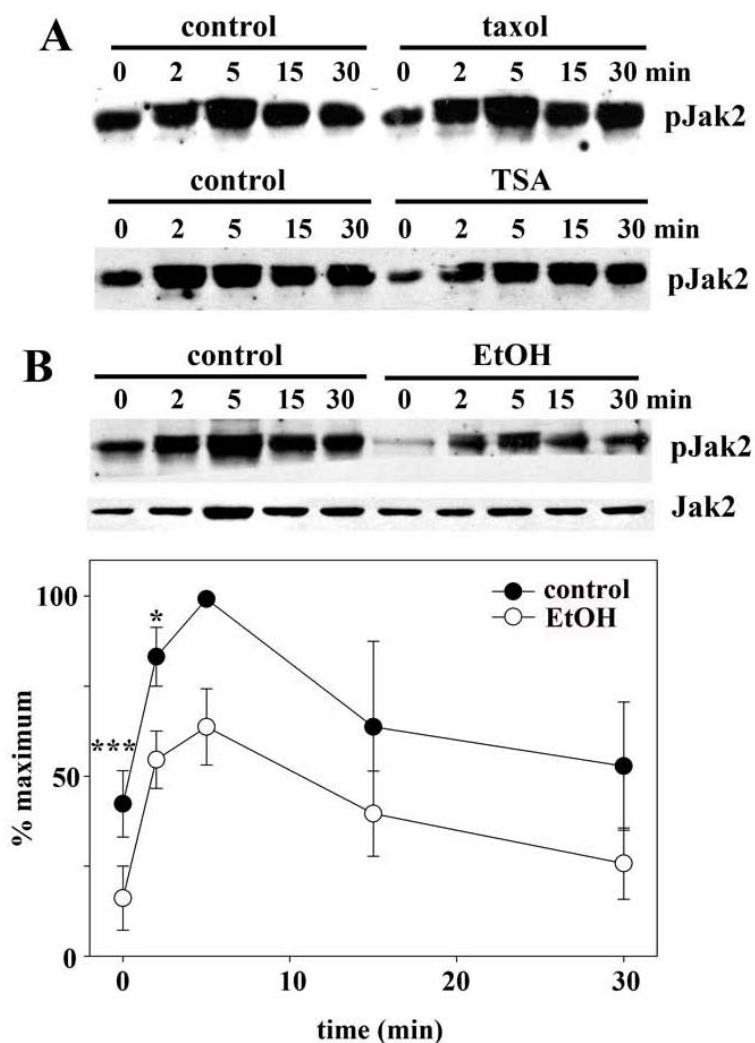 A control taxol
0 2 5 15 30 0 2 5 15 30 min
pJak2
control TSA
0 2 5 15 30 0 2 5 15 30 min
pJak2
B control EtOH
0 2 5 15 30 0 2 5 15 30 min
pJak2
Jak2
100
50
0
% maximum
***
*
control
EtOH
0 10 20 30
time (min)